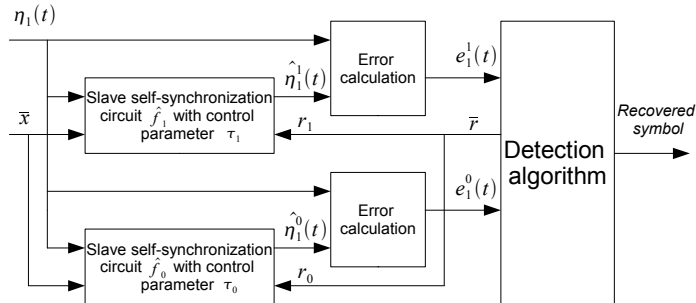 η₁(t)
x̄
Slave self-synchronization
circuit f̂₁ with control
parameter τ₁
η̂₁¹(t)
r₁
Error
calculation
e₁¹(t)
r̄
Slave self-synchronization
circuit f̂₀ with control
parameter τ₀
η̂₁⁰(t)
r₀
Error
calculation
e₁⁰(t)
Detection
algorithm
Recovered
symbol